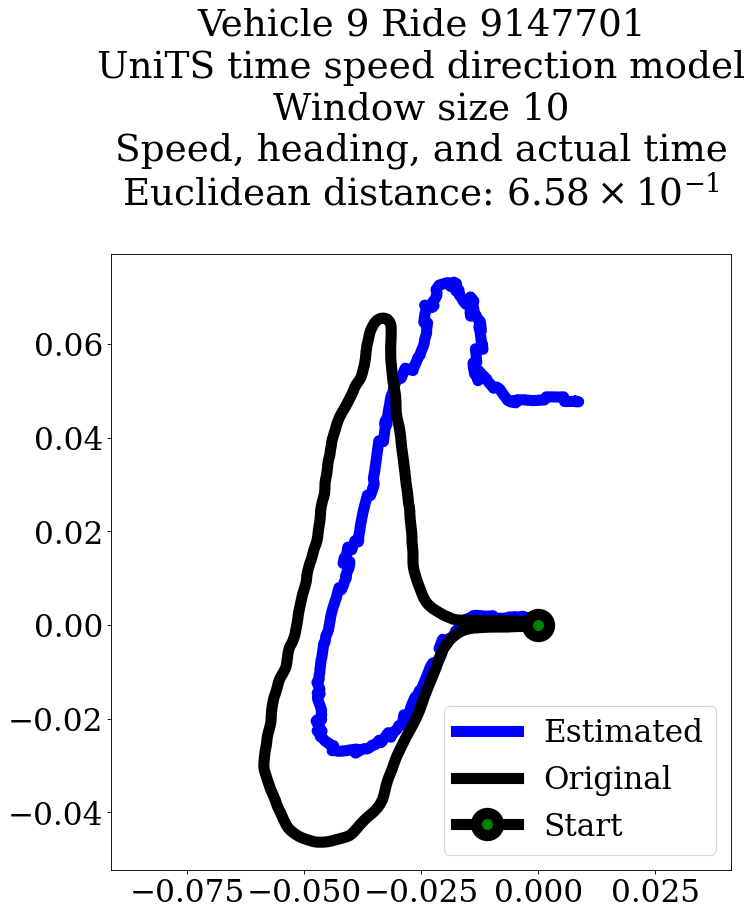 Vehicle 9 Ride 9147701
UniTS time speed direction model
Window size 10
Speed, heading, and actual time
Euclidean distance: 6.58 × 10⁻¹
0.06
0.04
0.02
0.00
−0.02
−0.04
Estimated
Original
Start
−0.075 −0.050 −0.025 0.000 0.025